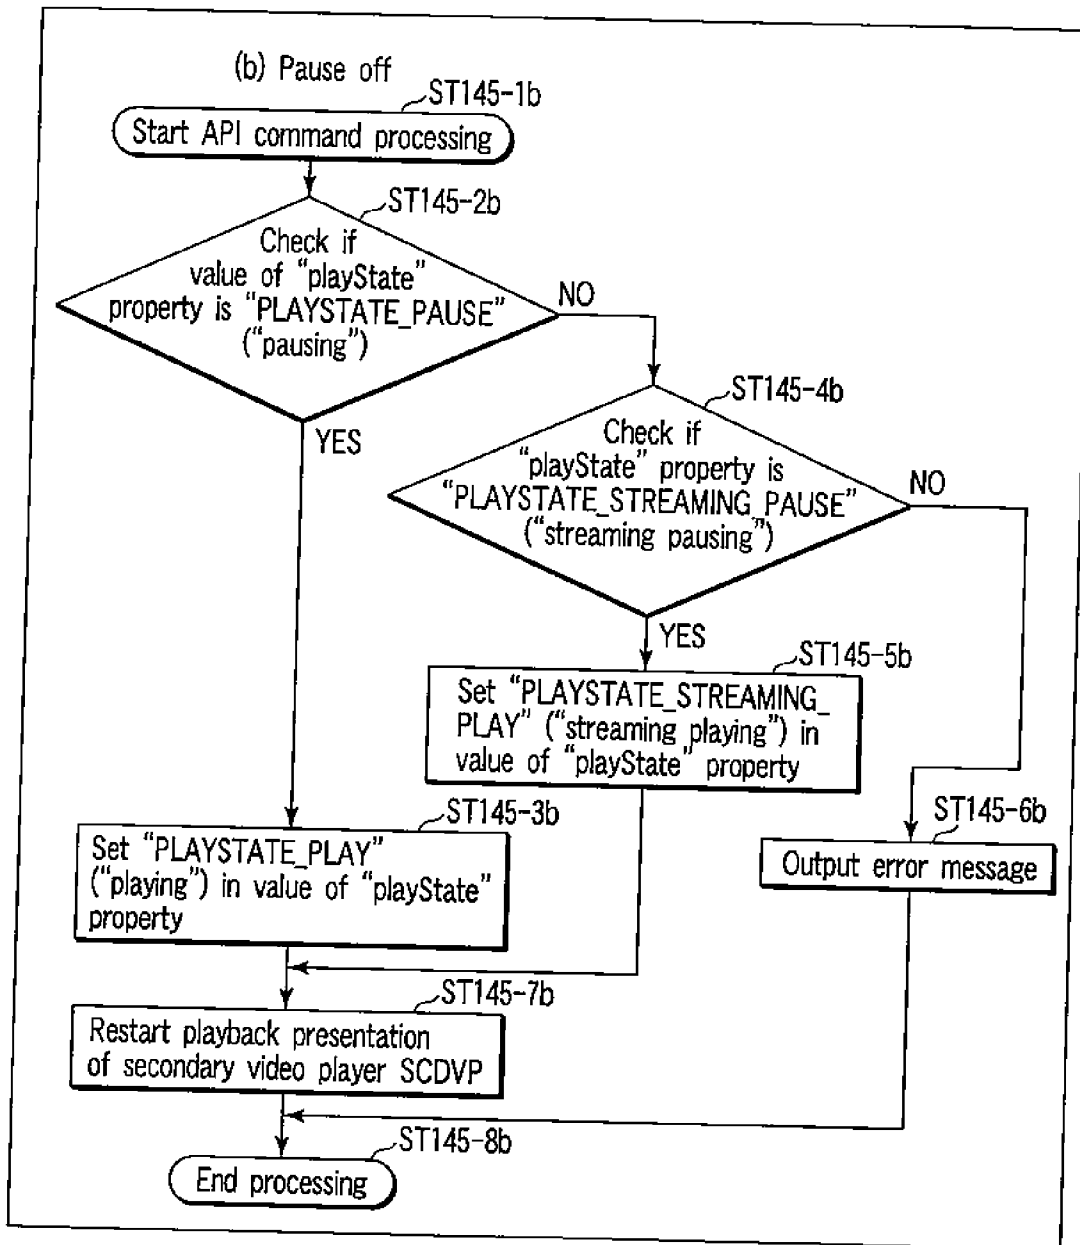 (b) Pause off
ST145-1b
Start API command processing
ST145-2b
Check if
value of “playState”
property is “PLAYSTATE_PAUSE”
(“pausing”)
NO
YES
ST145-4b
Check if
“playState” property is
“PLAYSTATE_STREAMING_PAUSE”
(“streaming pausing”)
NO
YES
ST145-5b
Set “PLAYSTATE_STREAMING_
PLAY” (“streaming playing”) in
value of “playState” property
ST145-3b
Set “PLAYSTATE_PLAY”
(“playing”) in value of “playState”
property
ST145-6b
Output error message
ST145-7b
Restart playback presentation
of secondary video player SCDVP
ST145-8b
End processing